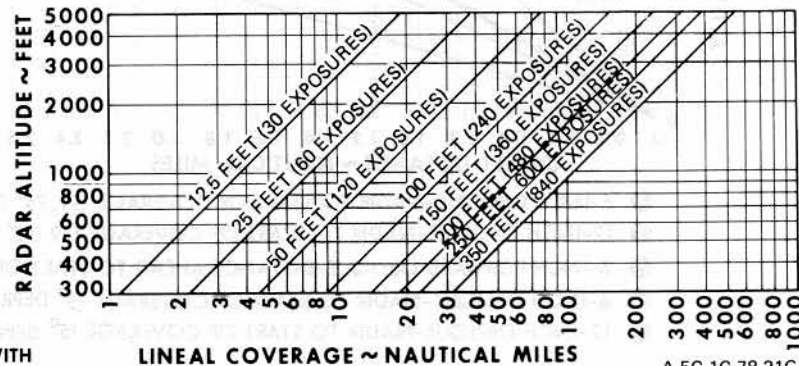 RADAR ALTITUDE ~ FEET
5000
4000
3000
2000
1000
800
600
500
400
300
12.5 FEET (30 EXPOSURES)
25 FEET (60 EXPOSURES)
50 FEET (120 EXPOSURES)
100 FEET (240 EXPOSURES)
150 FEET (360 EXPOSURES)
200 FEET (480 EXPOSURES)
250 FEET 600 EXPOSURES)
350 FEET (840 EXPOSURES)
1 2 3 4 5 6 8 10 20 30 40 50 60 80 100 200 300 400 600 800 1000
WITH
LINEAL COVERAGE ~ NAUTICAL MILES